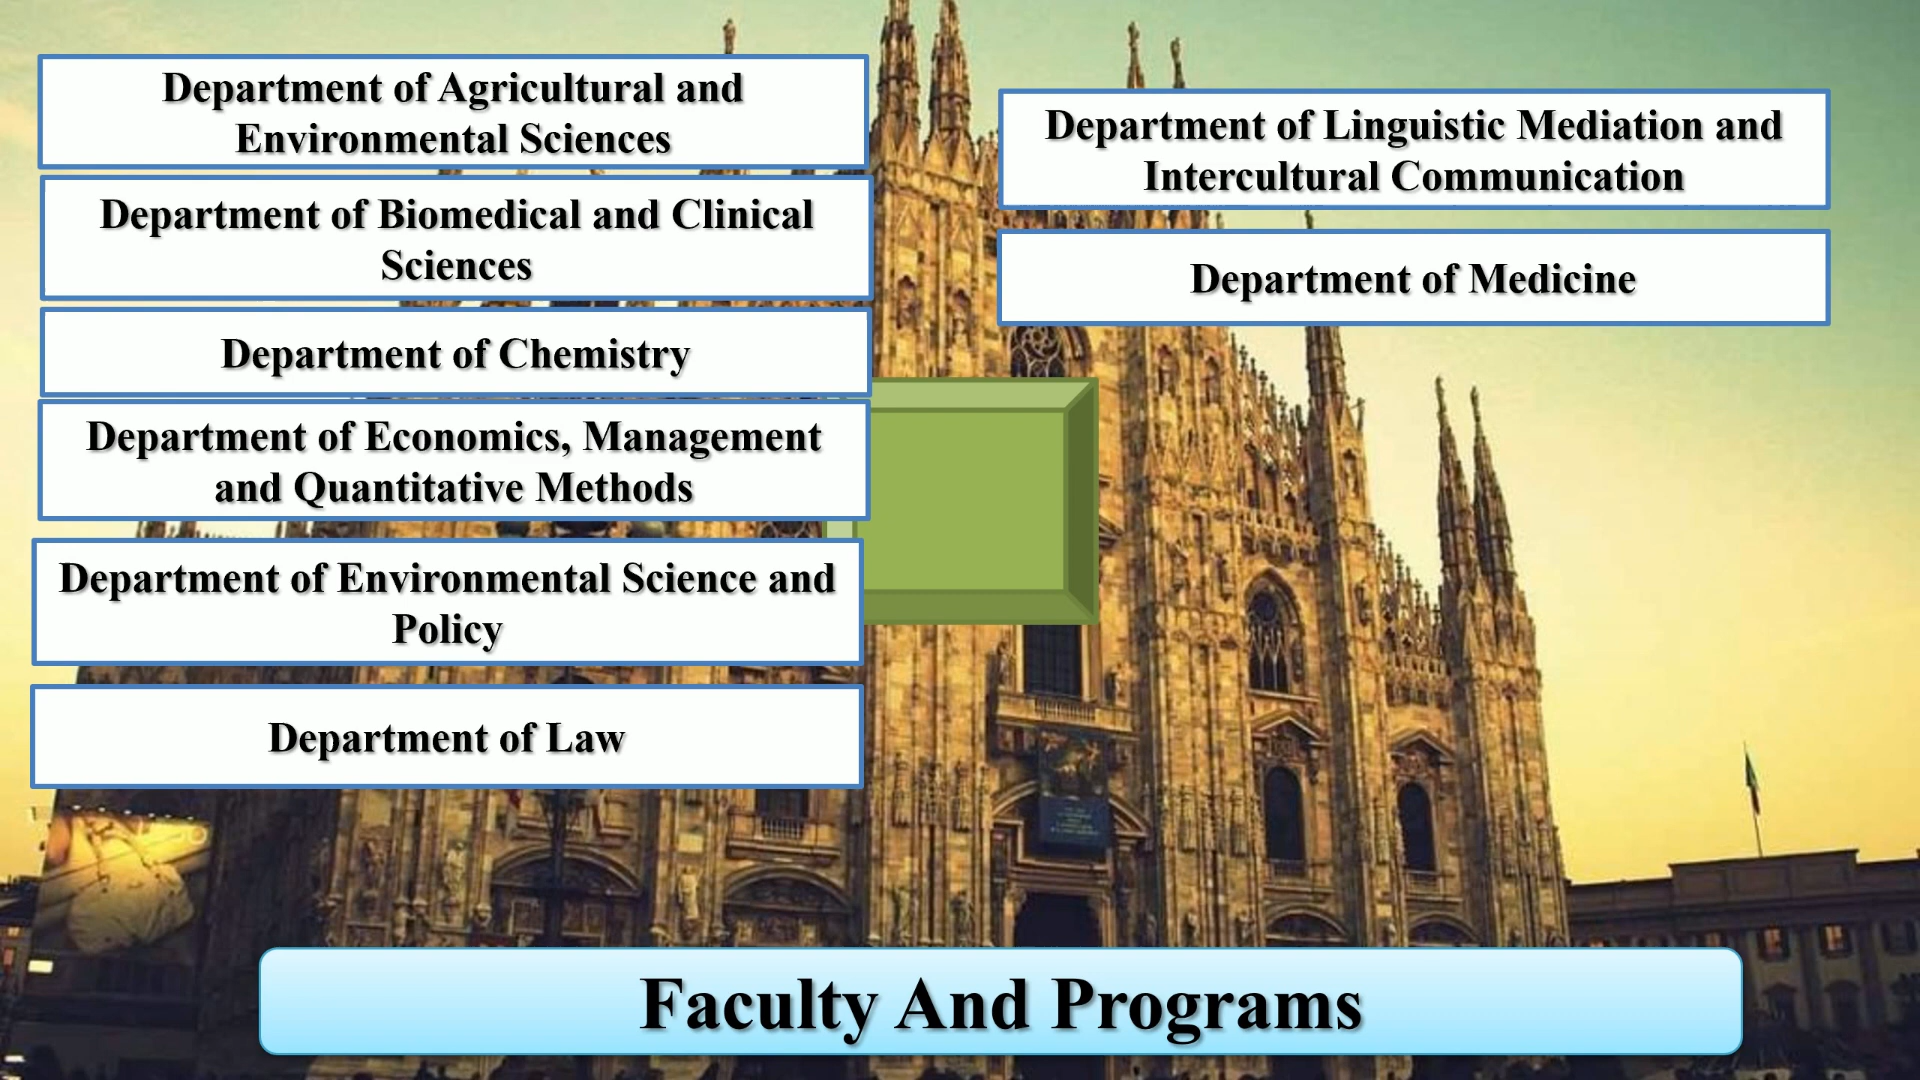 Department of Agricultural and
Environmental Sciences
Department of Biomedical and Clinical
Sciences
Department of Chemistry
Department of Economics, Management
and Quantitative Methods
Department of Environmental Science and
Policy
Department of Law
Department of Linguistic Mediation and
Intercultural Communication
Department of Medicine
Faculty And Programs